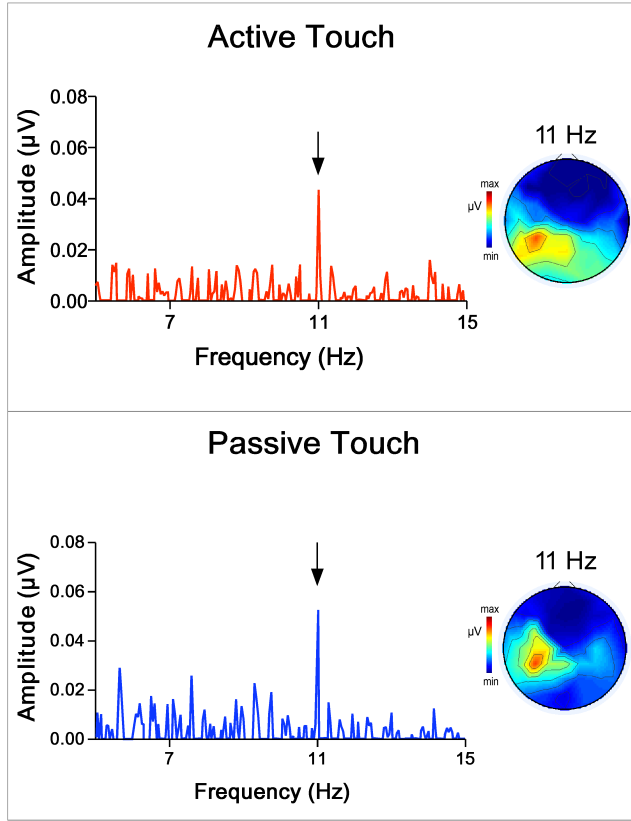 Active Touch
0.08
0.06
0.04
0.02
0.00
Amplitude (µV)
7
11
15
Frequency (Hz)
11 Hz
max
µV
min
Passive Touch
0.08
0.06
0.04
0.02
0.00
Amplitude (µV)
7
11
15
Frequency (Hz)
11 Hz
max
µV
min